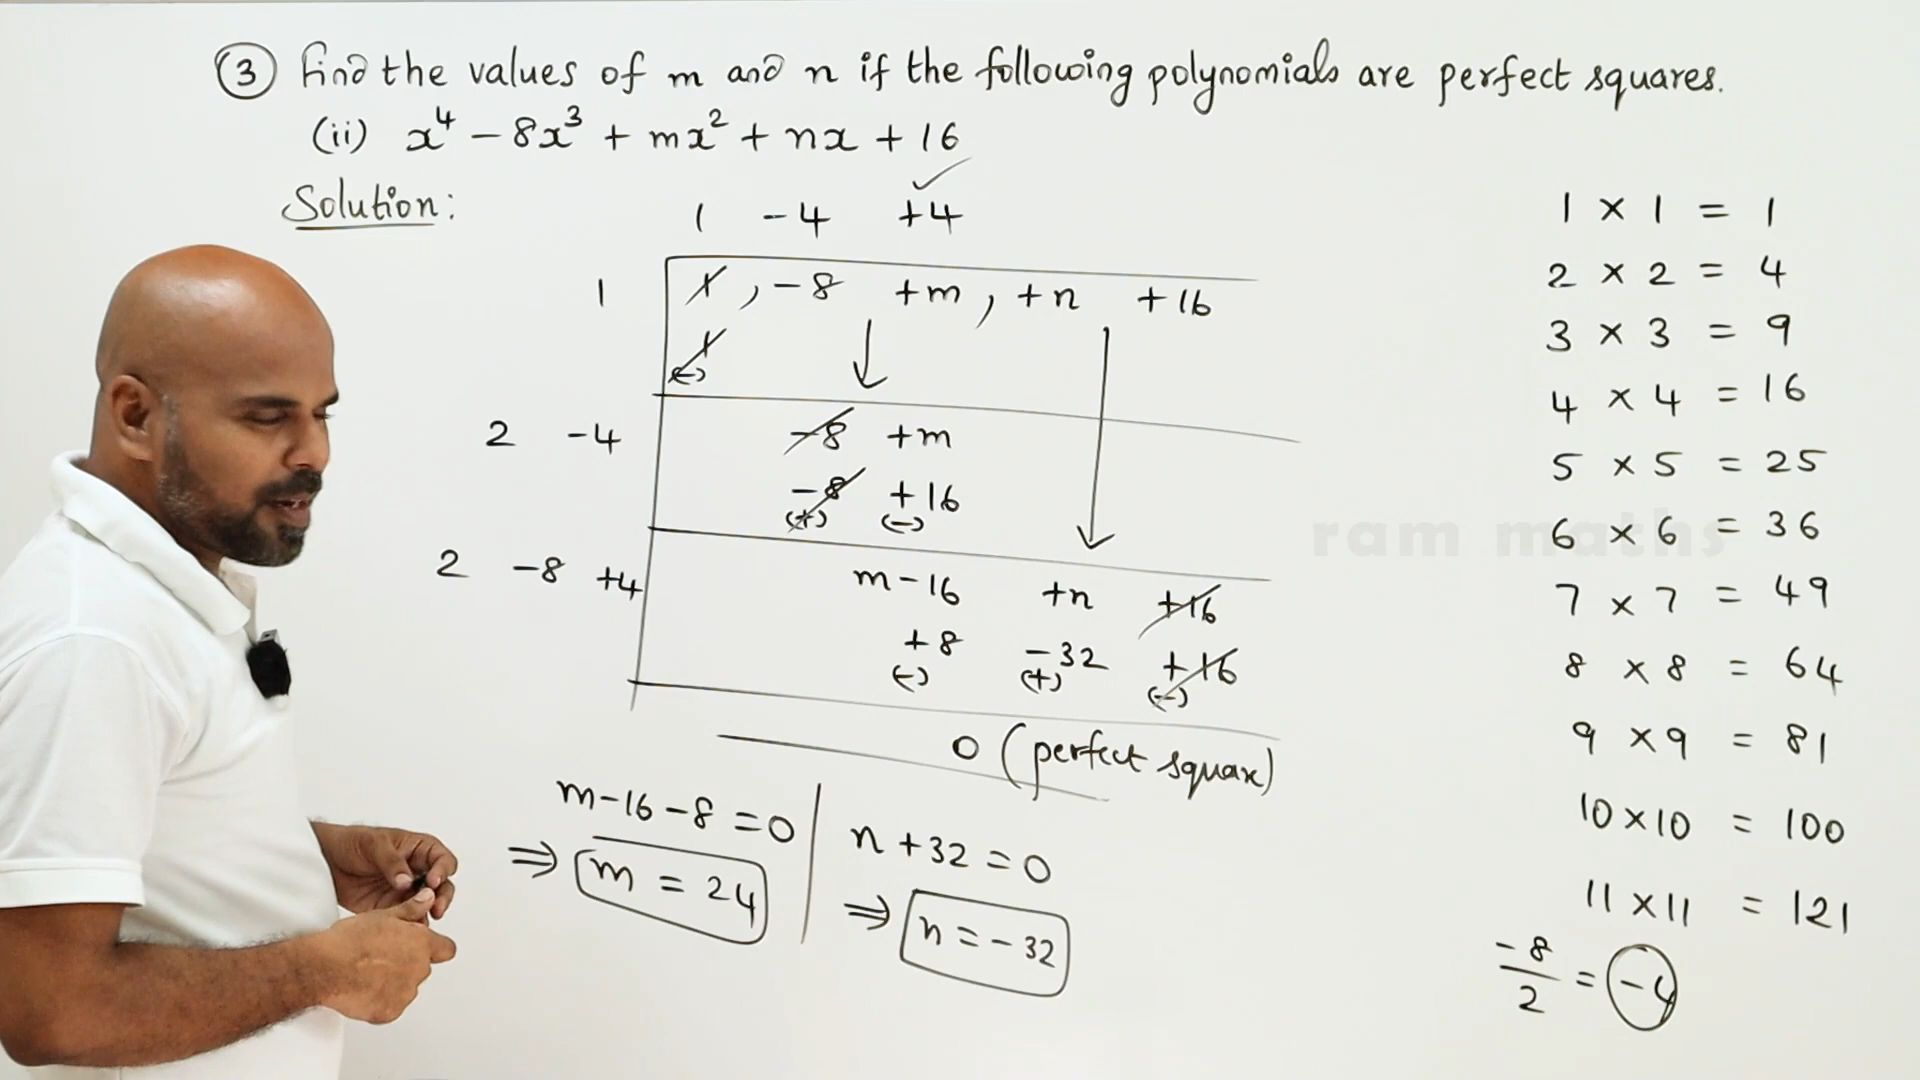 ③ Find the values of m and n if the following polynomials are perfect squares.
(ii) x⁴ − 8x³ + mx² + nx + 16
Solution:
1 −4 +4 ✓
1 1 , −8 +m , +n +16
1
(−)
2 −4 −8 +m
−8 +16
(+) (−)
2 −8 +4 m−16 +n +16
+8 −32 +16
(−) (+) (−)
0 (perfect square)
m−16−8 = 0
⇒ m = 24
n + 32 = 0
⇒ n = −32
1 × 1 = 1
2 × 2 = 4
3 × 3 = 9
4 × 4 = 16
5 × 5 = 25
6 × 6 = 36
7 × 7 = 49
8 × 8 = 64
9 × 9 = 81
10 × 10 = 100
11 × 11 = 121
−8/2 = −4
ram maths